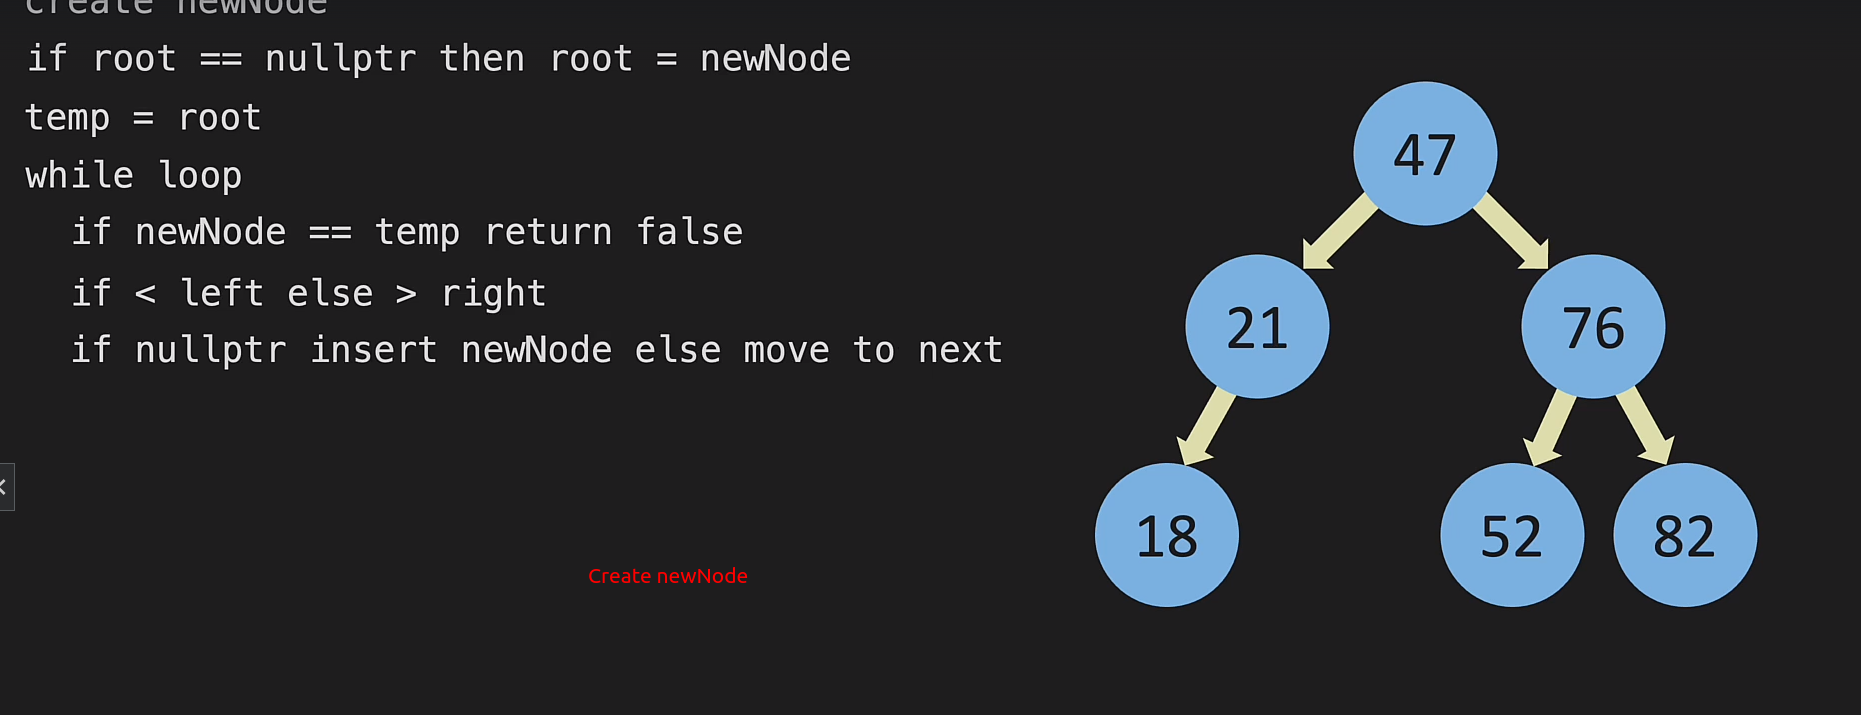 create newNode
if root == nullptr then root = newNode
temp = root
while loop
if newNode == temp return false
if < left else > right
if nullptr insert newNode else move to next
47
21
76
18
52
82
Create newNode